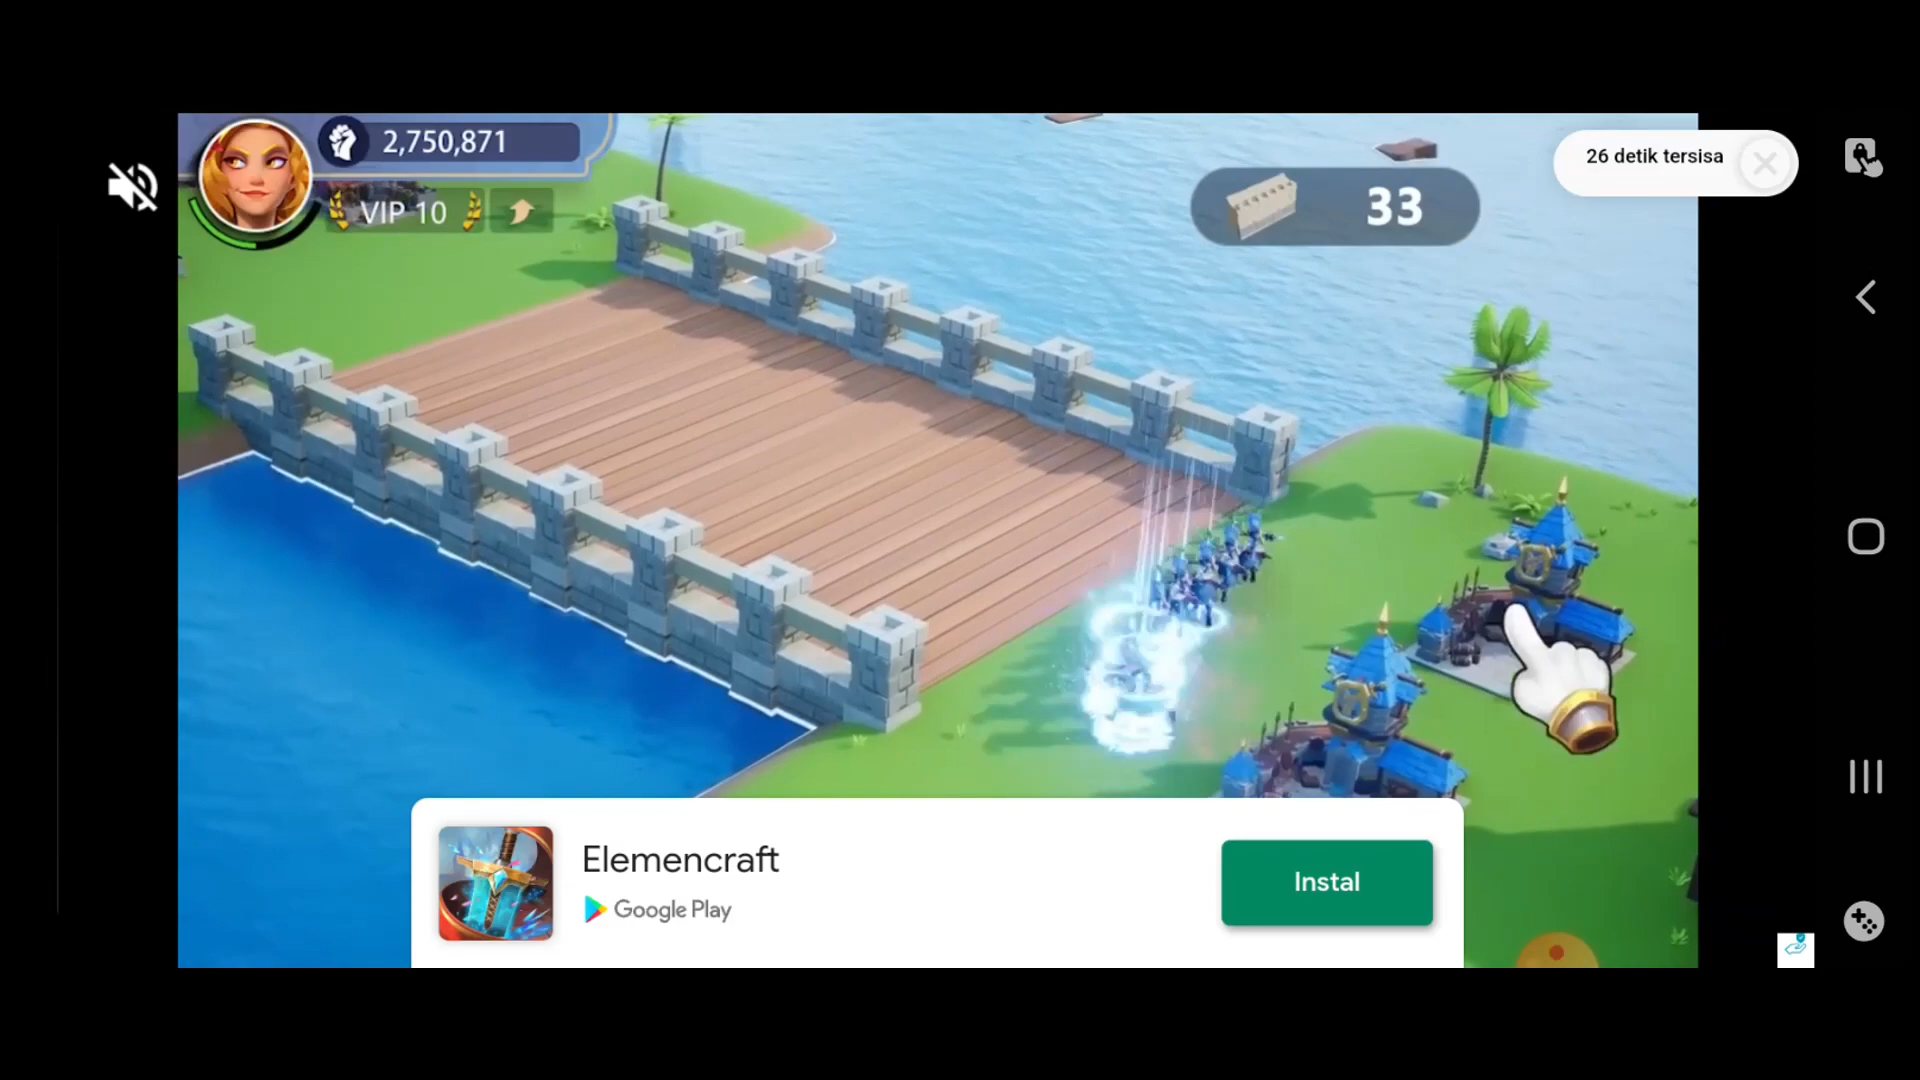 2,750,871
VIP 10
33
26 detik tersisa
Elemencraft
Google Play
Instal